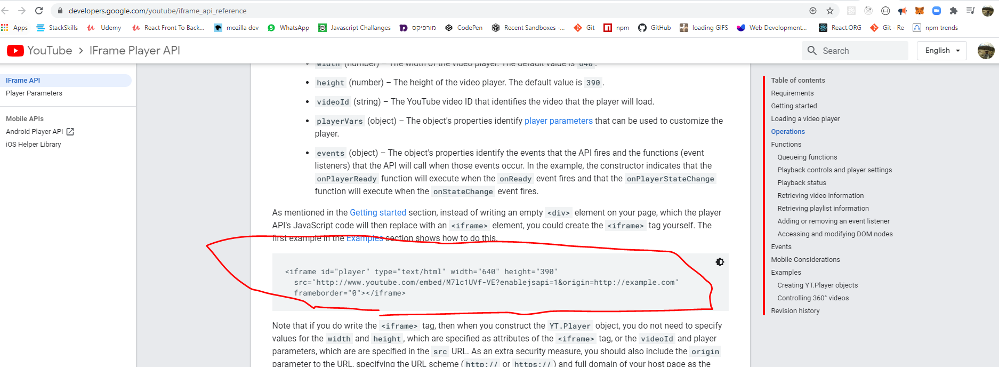 developers.google.com/youtube/iframe_api_reference
Apps StackSkills Udemy React Front To Back... mozilla dev WhatsApp Javascript Challanges מורפיקס CodePen Recent Sandboxes -... Git npm GitHub loading GIFS Web Development... React.ORG Git - Re npm trends
YouTube > IFrame Player API
Search
English
IFrame API
Player Parameters
Mobile APIs
Android Player API
iOS Helper Library
• width (number) – The width of the video player. The default value is 640.
• height (number) – The height of the video player. The default value is 390.
• videoId (string) – The YouTube video ID that identifies the video that the player will load.
• playerVars (object) – The object's properties identify player parameters that can be used to customize the
player.
• events (object) – The object's properties identify the events that the API fires and the functions (event
listeners) that the API will call when those events occur. In the example, the constructor indicates that the
onPlayerReady function will execute when the onReady event fires and that the onPlayerStateChange
function will execute when the onStateChange event fires.
As mentioned in the Getting started section, instead of writing an empty <div> element on your page, which the player
API's JavaScript code will then replace with an <iframe> element, you could create the <iframe> tag yourself. The
first example in the Examples section shows how to do this.
<iframe id="player" type="text/html" width="640" height="390"
src="http://www.youtube.com/embed/M7lc1UVf-VE?enablejsapi=1&origin=http://example.com"
frameborder="0"></iframe>
Note that if you do write the <iframe> tag, then when you construct the YT.Player object, you do not need to specify
values for the width and height, which are specified as attributes of the <iframe> tag, or the videoId and player
parameters, which are are specified in the src URL. As an extra security measure, you should also include the origin
parameter to the URL, specifying the URL scheme (http:// or https://) and full domain of your host page as the
Table of contents
Requirements
Getting started
Loading a video player
Operations
Functions
Queueing functions
Playback controls and player settings
Playback status
Retrieving video information
Retrieving playlist information
Adding or removing an event listener
Accessing and modifying DOM nodes
Events
Mobile Considerations
Examples
Creating YT.Player objects
Controlling 360° videos
Revision history